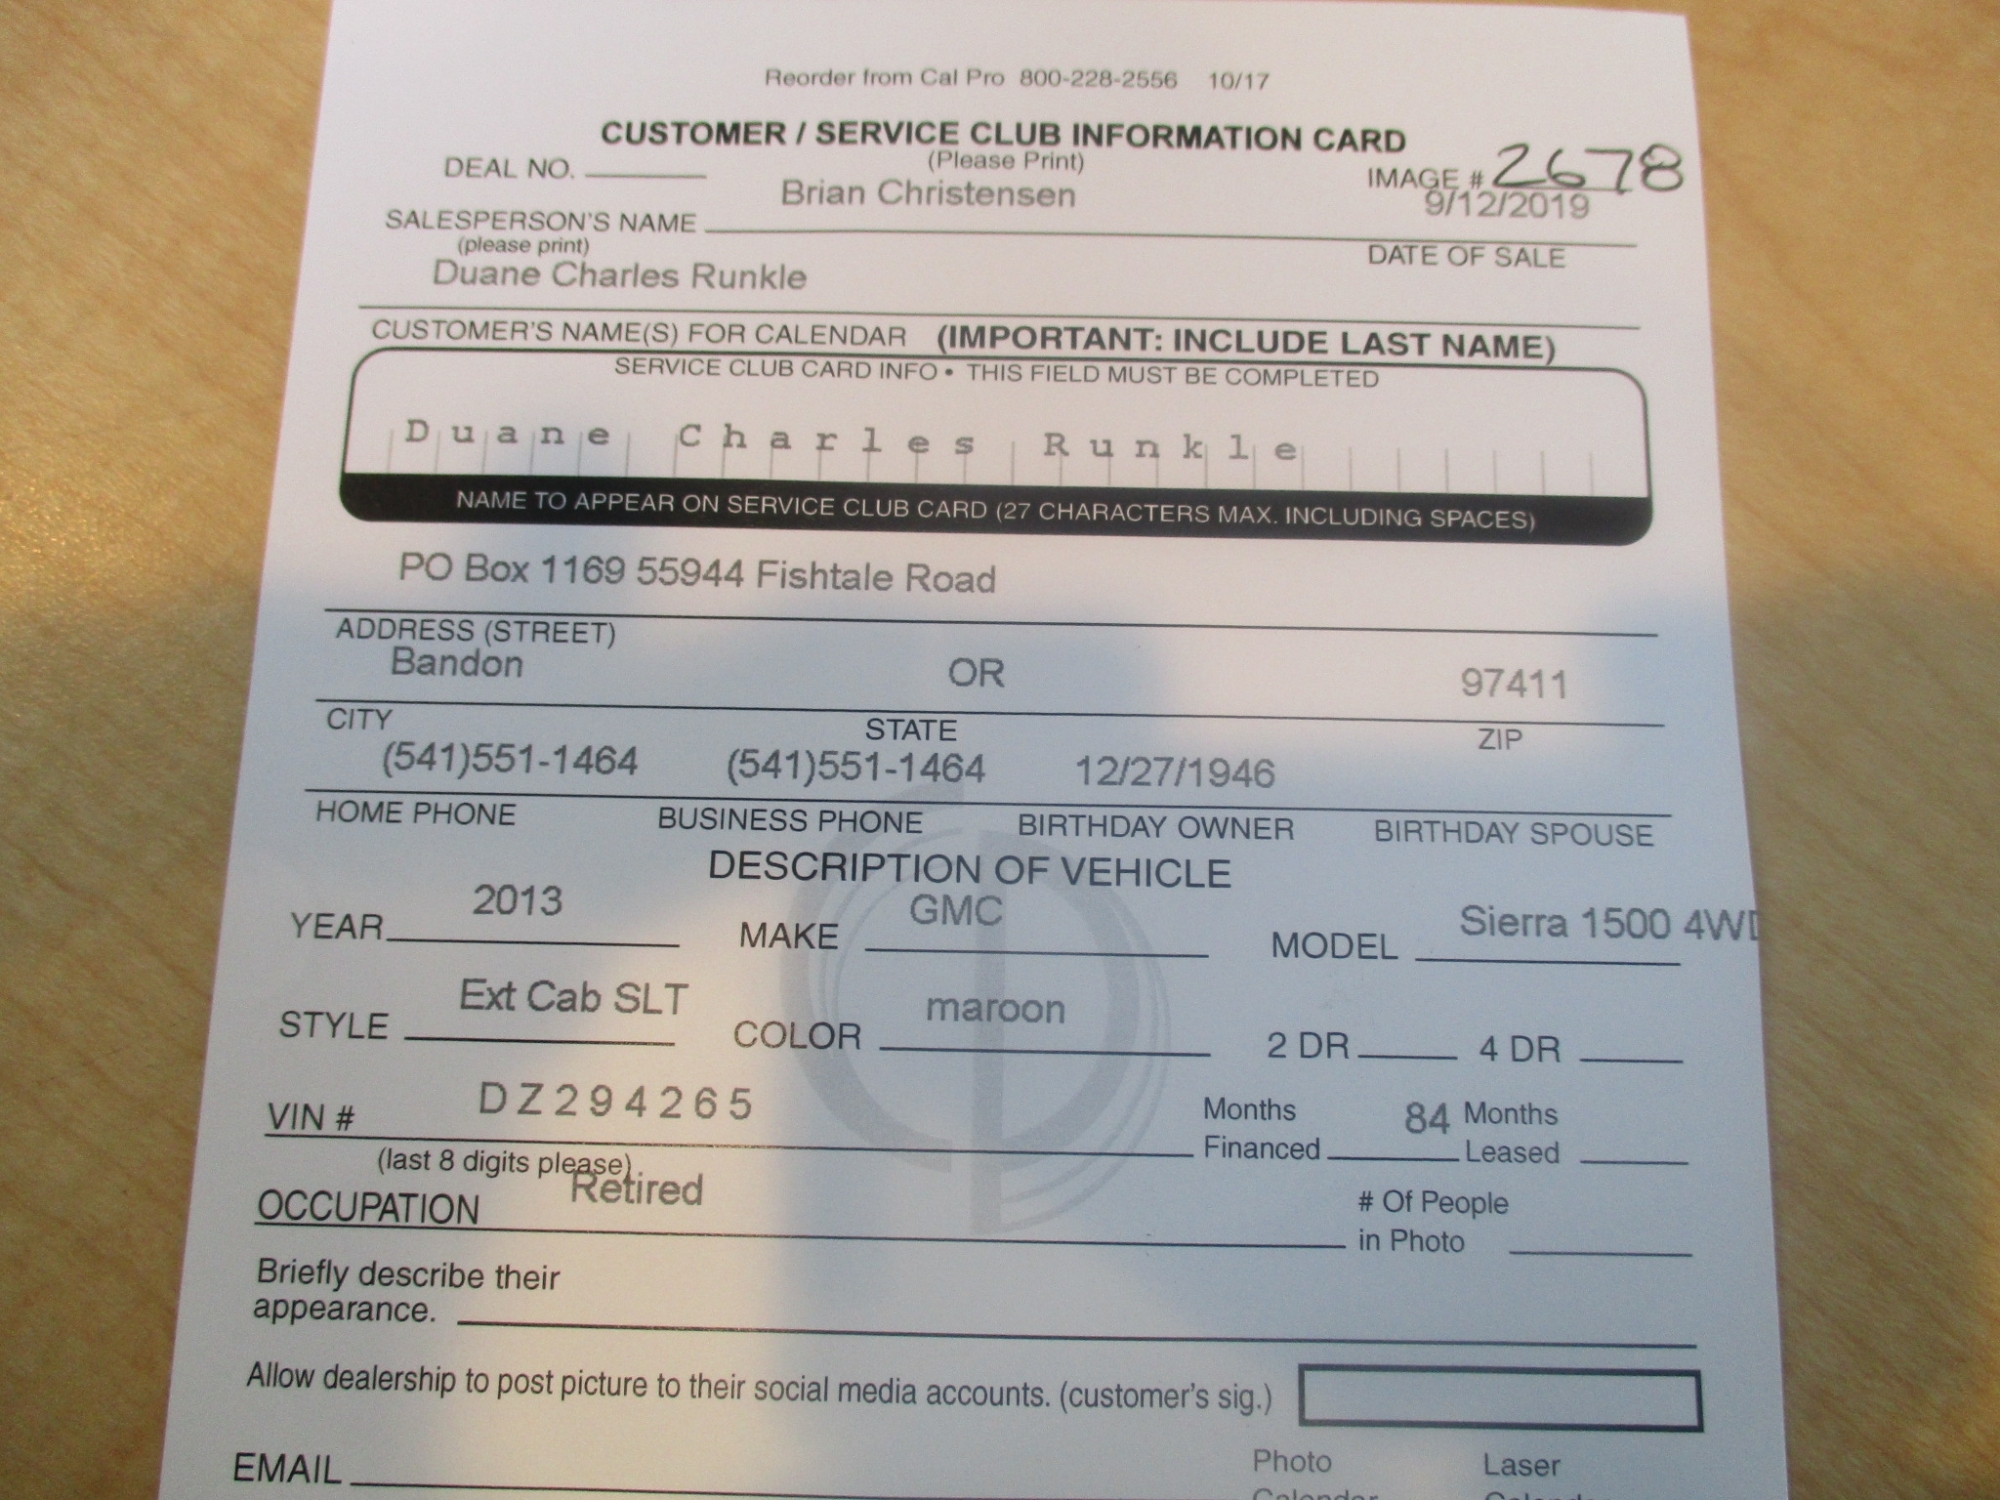 Reorder from Cal Pro 800-228-2556 10/17
CUSTOMER / SERVICE CLUB INFORMATION CARD
(Please Print)
DEAL NO.
IMAGE # 2678
Brian Christensen
9/12/2019
SALESPERSON'S NAME
(please print)
DATE OF SALE
Duane Charles Runkle
CUSTOMER'S NAME(S) FOR CALENDAR (IMPORTANT: INCLUDE LAST NAME)
SERVICE CLUB CARD INFO • THIS FIELD MUST BE COMPLETED
Duane Charles Runkle
NAME TO APPEAR ON SERVICE CLUB CARD (27 CHARACTERS MAX. INCLUDING SPACES)
PO Box 1169 55944 Fishtale Road
ADDRESS (STREET)
Bandon OR 97411
CITY STATE ZIP
(541)551-1464 (541)551-1464 12/27/1946
HOME PHONE BUSINESS PHONE BIRTHDAY OWNER BIRTHDAY SPOUSE
DESCRIPTION OF VEHICLE
YEAR 2013 MAKE GMC MODEL Sierra 1500
STYLE Ext Cab SLT COLOR maroon 2 DR 4 DR
VIN # DZ294265
(last 8 digits please)
Months Financed 84 Months Leased
OCCUPATION Retired
# Of People
in Photo
Briefly describe their
appearance.
Allow dealership to post picture to their social media accounts. (customer's sig.)
EMAIL
Photo Laser